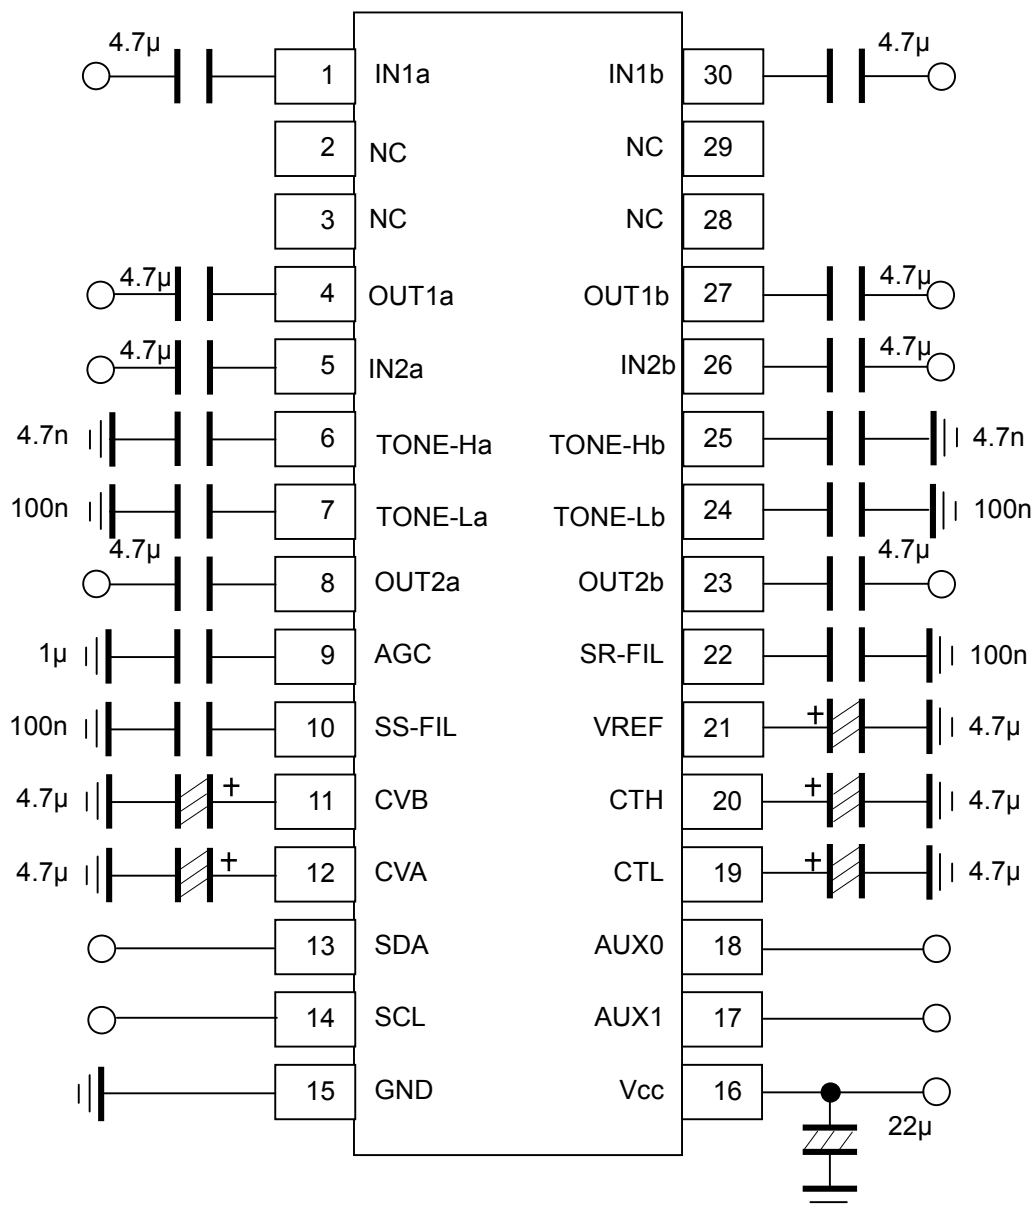 4.7µ 1 IN1a IN1b 30 4.7µ
2 NC NC 29
3 NC NC 28
4.7µ 4 OUT1a OUT1b 27 4.7µ
4.7µ 5 IN2a IN2b 26 4.7µ
4.7n 6 TONE-Ha TONE-Hb 25 4.7n
100n 7 TONE-La TONE-Lb 24 100n
4.7µ 8 OUT2a OUT2b 23 4.7µ
1µ 9 AGC SR-FIL 22 100n
100n 10 SS-FIL VREF 21 + 4.7µ
4.7µ + 11 CVB CTH 20 + 4.7µ
4.7µ + 12 CVA CTL 19 + 4.7µ
13 SDA AUX0 18
14 SCL AUX1 17
15 GND Vcc 16
22µ